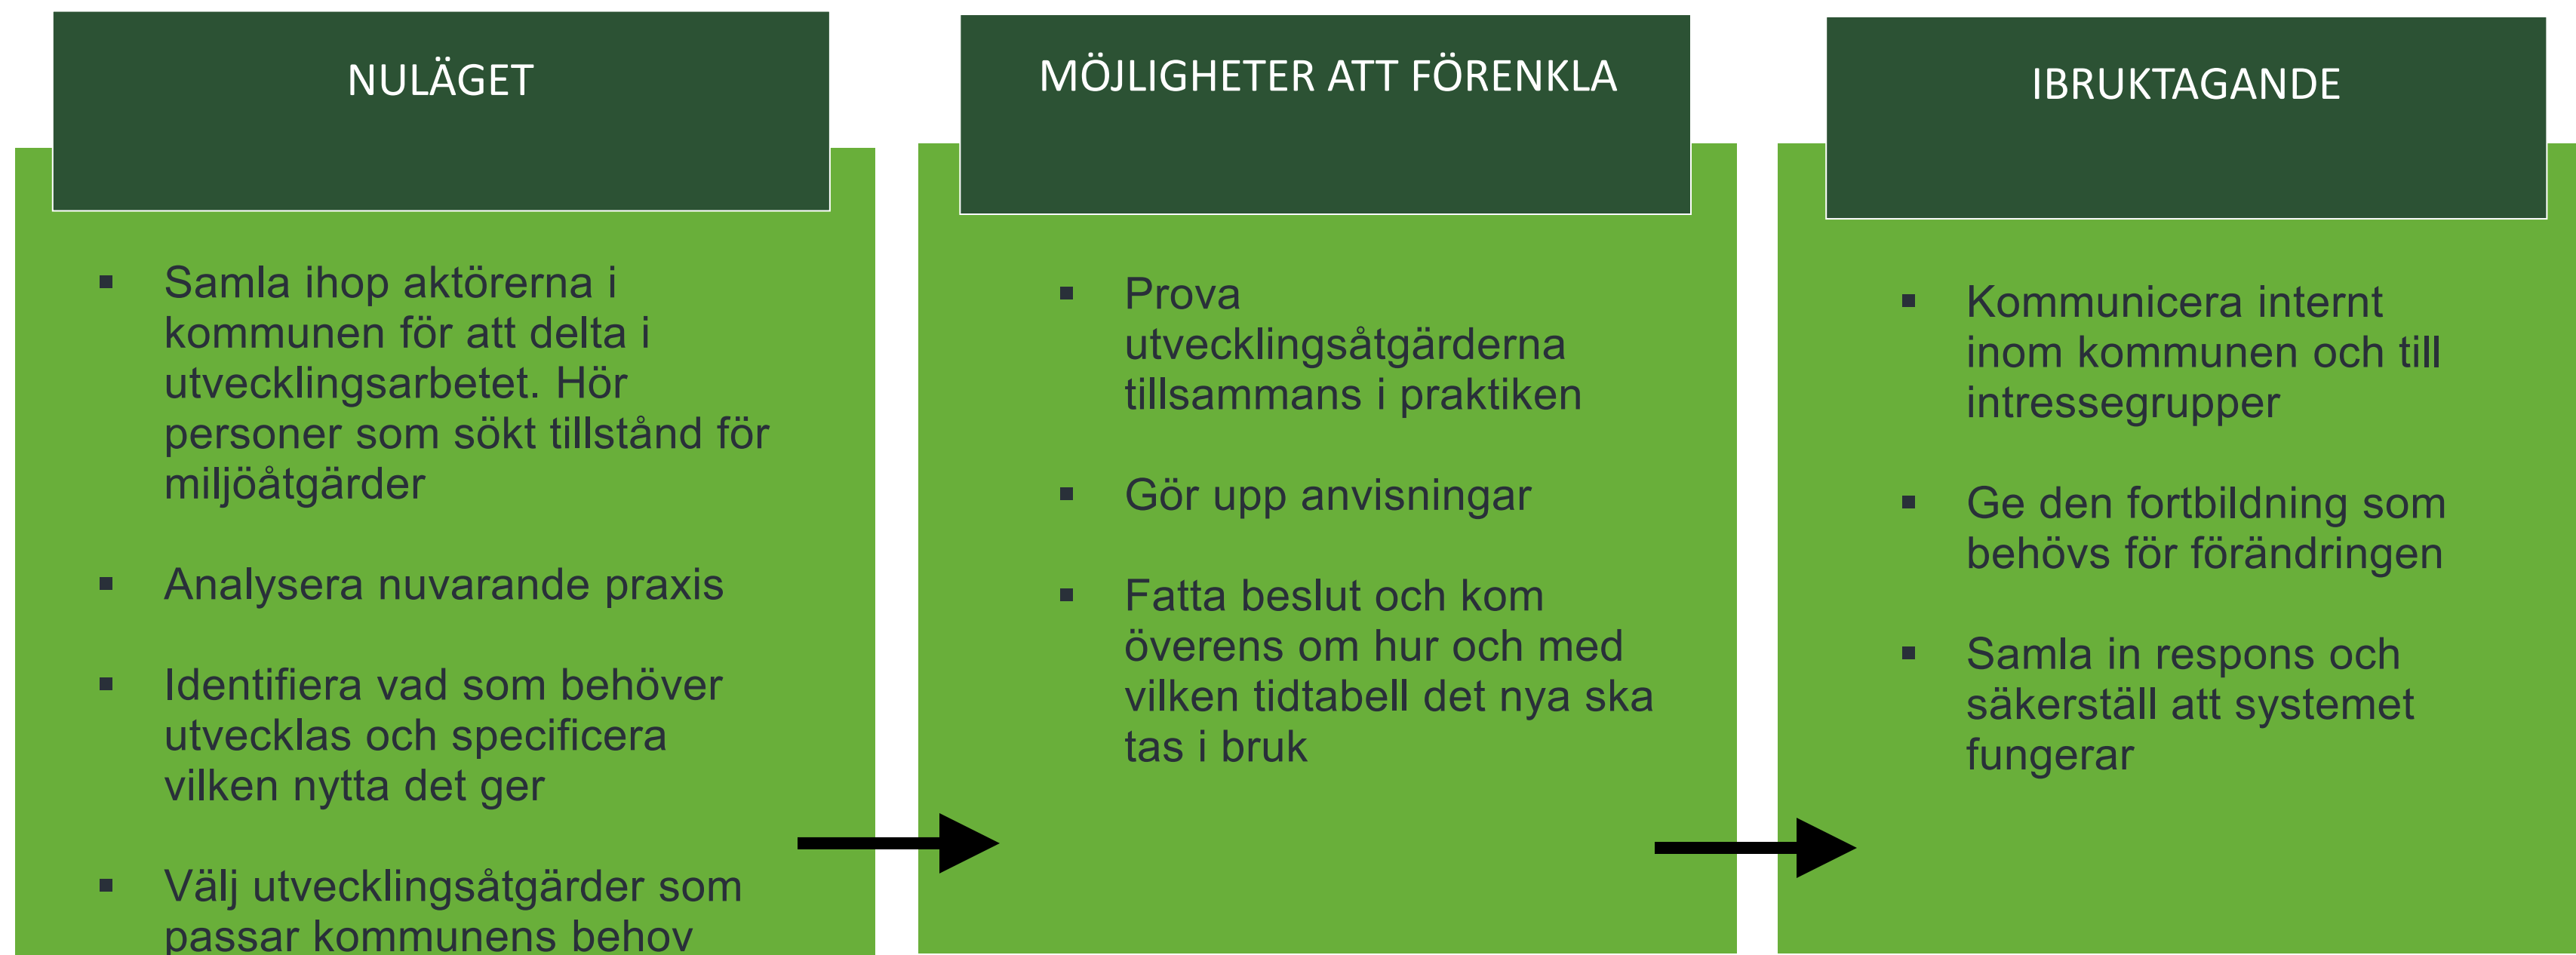 NULÄGET
Samla ihop aktörerna i
kommunen för att delta i
utvecklingsarbetet. Hör
personer som sökt tillstånd för
miljöåtgärder
Analysera nuvarande praxis
Identifiera vad som behöver
utvecklas och specificera
vilken nytta det ger
Välj utvecklingsåtgärder som
passar kommunens behov
MÖJLIGHETER ATT FÖRENKLA
Prova
utvecklingsåtgärderna
tillsammans i praktiken
Gör upp anvisningar
Fatta beslut och kom
överens om hur och med
vilken tidtabell det nya ska
tas i bruk
IBRUKTAGANDE
Kommunicera internt
inom kommunen och till
intressegrupper
Ge den fortbildning som
behövs för förändringen
Samla in respons och
säkerställ att systemet
fungerar